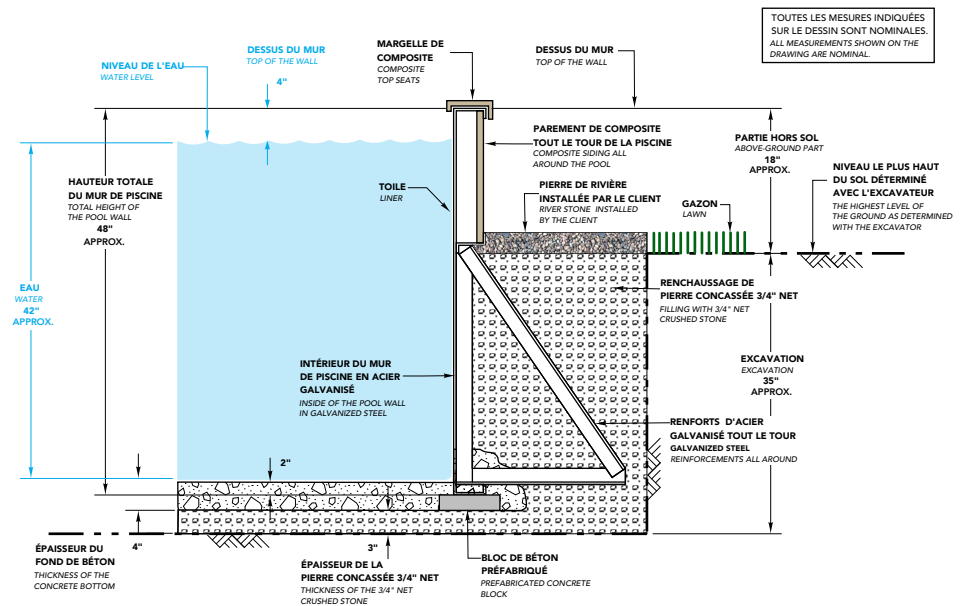 TOUTES LES MESURES INDIQUÉES
SUR LE DESSIN SONT NOMINALES.
ALL MEASUREMENTS SHOWN ON THE
DRAWING ARE NOMINAL.
DESSUS DU MUR
TOP OF THE WALL
4"
NIVEAU DE L'EAU
WATER LEVEL
MARGELLE DE
COMPOSITE
COMPOSITE
TOP SEATS
DESSUS DU MUR
TOP OF THE WALL
PAREMENT DE COMPOSITE
TOUT LE TOUR DE LA PISCINE
COMPOSITE SIDING ALL
AROUND THE POOL
PARTIE HORS SOL
ABOVE-GROUND PART
18"
APPROX.
NIVEAU LE PLUS HAUT
DU SOL DÉTERMINÉ
AVEC L'EXCAVATEUR
THE HIGHEST LEVEL OF
THE GROUND AS DETERMINED
WITH THE EXCAVATOR
HAUTEUR TOTALE
DU MUR DE PISCINE
TOTAL HEIGHT OF
THE POOL WALL
48"
APPROX.
TOILE
LINER
PIERRE DE RIVIÈRE
INSTALLÉE PAR LE CLIENT
RIVER STONE INSTALLED
BY THE CLIENT
GAZON
LAWN
EAU
WATER
42"
APPROX.
RENCHAUSSAGE DE
PIERRE CONCASSÉE 3/4" NET
FILLING WITH 3/4" NET
CRUSHED STONE
INTÉRIEUR DU MUR
DE PISCINE EN ACIER
GALVANISÉ
INSIDE OF THE POOL WALL
IN GALVANIZED STEEL
EXCAVATION
EXCAVATION
35"
APPROX.
RENFORTS D'ACIER
GALVANISÉ TOUT LE TOUR
GALVANIZED STEEL
REINFORCEMENTS ALL AROUND
2"
4"
3"
ÉPAISSEUR DU
FOND DE BÉTON
THICKNESS OF THE
CONCRETE BOTTOM
ÉPAISSEUR DE LA
PIERRE CONCASSÉE 3/4" NET
THICKNESS OF THE 3/4" NET
CRUSHED STONE
BLOC DE BÉTON
PRÉFABRIQUÉ
PREFABRICATED CONCRETE
BLOCK